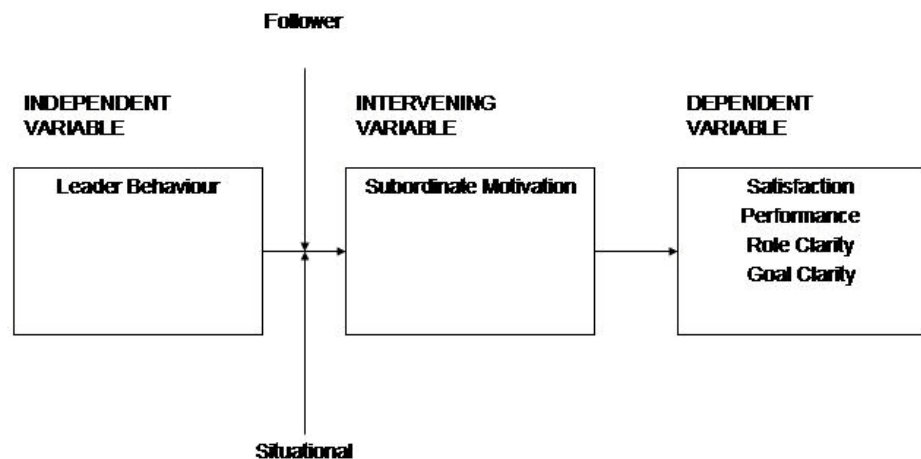 Follower
INDEPENDENT
VARIABLE
INTERVENING
VARIABLE
DEPENDENT
VARIABLE
Leader Behaviour
Subordinate Motivation
Satisfaction
Performance
Role Clarity
Goal Clarity
Situational